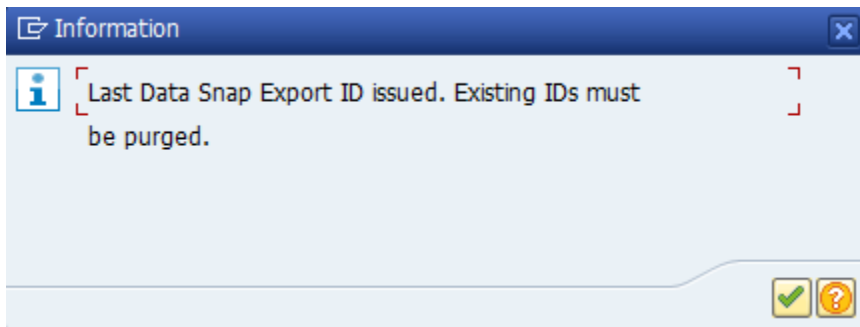 Information
Last Data Snap Export ID issued. Existing IDs must
be purged.